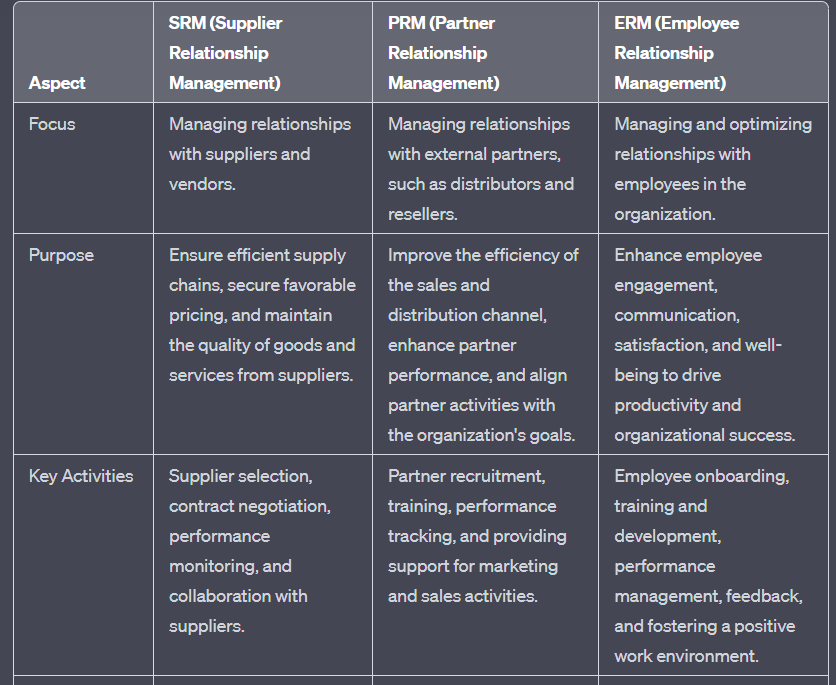 Aspect
SRM (Supplier
Relationship
Management)
PRM (Partner
Relationship
Management)
ERM (Employee
Relationship
Management)
Focus
Managing relationships
with suppliers and
vendors.
Managing relationships
with external partners,
such as distributors and
resellers.
Managing and optimizing
relationships with
employees in the
organization.
Purpose
Ensure efficient supply
chains, secure favorable
pricing, and maintain
the quality of goods and
services from suppliers.
Improve the efficiency of
the sales and
distribution channel,
enhance partner
performance, and align
partner activities with
the organization's goals.
Enhance employee
engagement,
communication,
satisfaction, and well-
being to drive
productivity and
organizational success.
Key Activities
Supplier selection,
contract negotiation,
performance
monitoring, and
collaboration with
suppliers.
Partner recruitment,
training, performance
tracking, and providing
support for marketing
and sales activities.
Employee onboarding,
training and
development,
performance
management, feedback,
and fostering a positive
work environment.